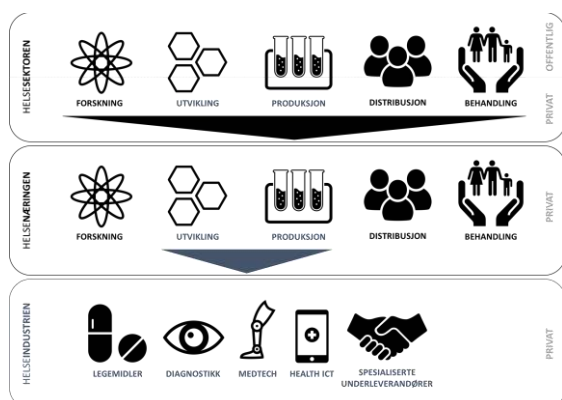 HELSESEKTOREN
FORSKNING
UTVIKLING
PRODUKSJON
DISTRIBUSJON
BEHANDLING
OFFENTLIG
PRIVAT
HELSENÆRINGEN
FORSKNING
UTVIKLING
PRODUKSJON
DISTRIBUSJON
BEHANDLING
PRIVAT
HELSEINDUSTRIEN
LEGEMIDLER
DIAGNOSTIKK
MEDTECH
HEALTH ICT
SPESIALISERTE
UNDERLEVERANDØRER
PRIVAT